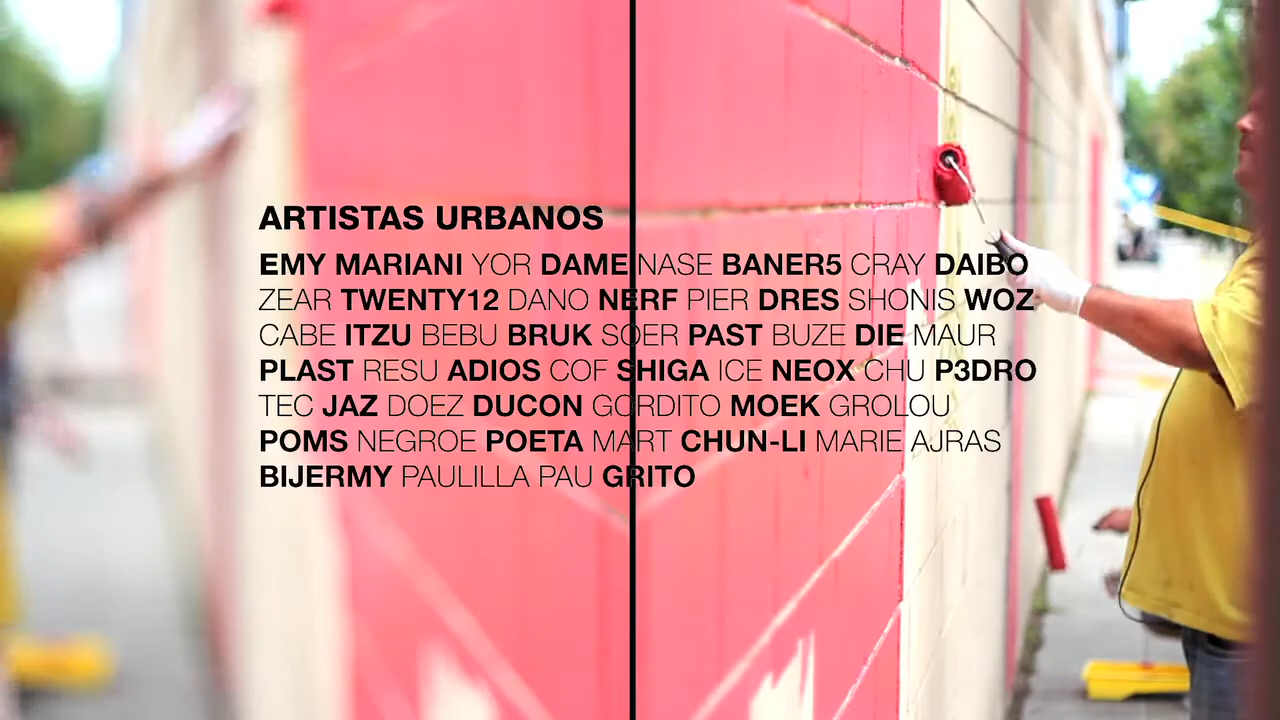 ARTISTAS URBANOS
EMY MARIANI YOR DAME NASE BANER5 CRAY DAIBO
ZEAR TWENTY12 DANO NERF PIER DRES SHONIS WOZ
CABE ITZU BEBU BRUK SOER PAST BUZE DIE MAUR
PLAST RESU ADIOS COF SHIGA ICE NEOX CHU P3DRO
TEC JAZ DOEZ DUCON GORDITO MOEK GROLOU
POMS NEGROE POETA MART CHUN-LI MARIE AJRAS
BIJERMY PAULILLA PAU GRITO